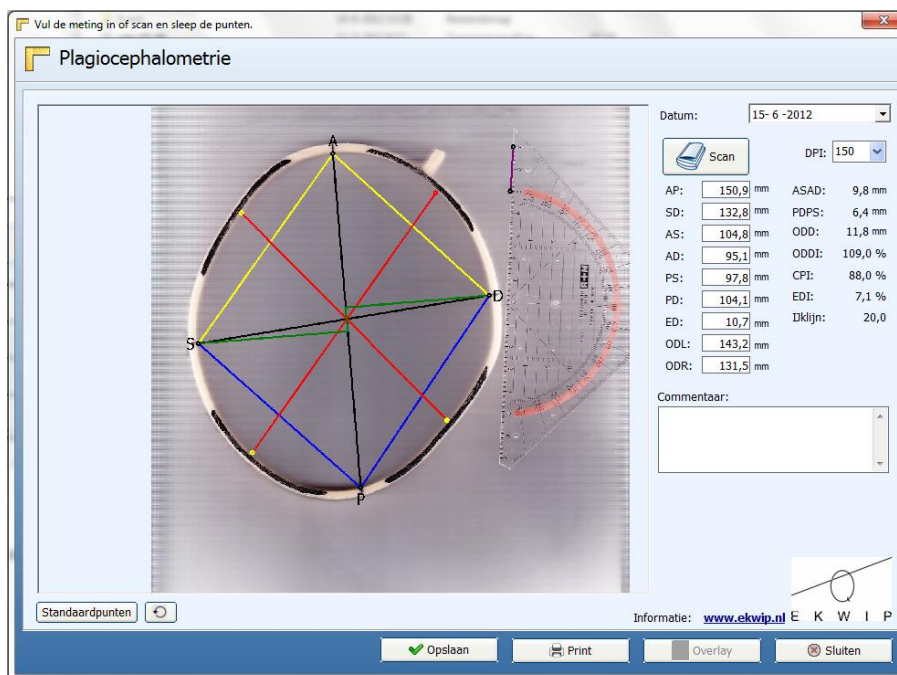 Vul de meting in of scan en sleep de punten.
Plagiocephalometrie
Datum: 15- 6 -2012
Scan DPI: 150
AP: 150,9 mm ASAD: 9,8 mm
SD: 132,8 mm PDPS: 6,4 mm
AS: 104,8 mm ODD: 11,8 mm
AD: 95,1 mm ODDI: 109,0 %
PS: 97,8 mm CPI: 88,0 %
PD: 104,1 mm EDI: 7,1 %
ED: 10,7 mm IJklijn: 20,0
ODL: 143,2 mm
ODR: 131,5 mm
Commentaar:
A
D
S
P
Standaardpunten
Informatie: www.ekwip.nl
E K W I P
Opslaan Print Overlay Sluiten